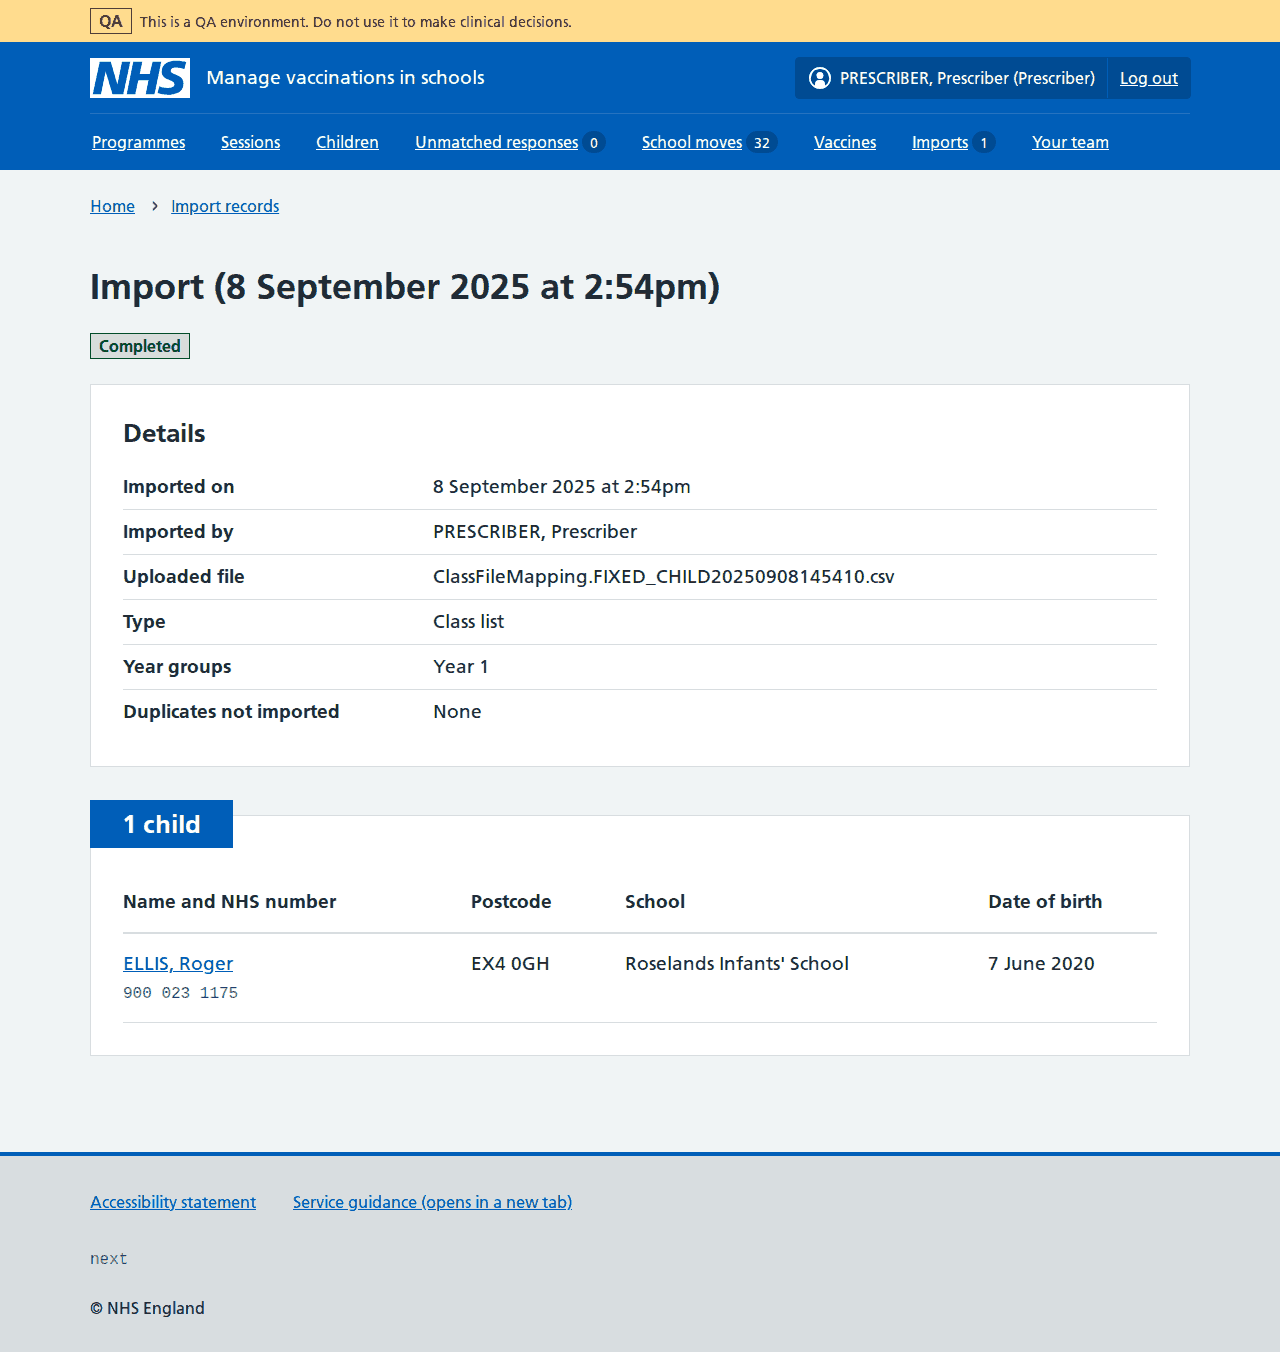 QA This is a QA environment. Do not use it to make clinical decisions.
NHS Manage vaccinations in schools PRESCRIBER, Prescriber (Prescriber) Log out
Programmes Sessions Children Unmatched responses 0 School moves 32 Vaccines Imports 1 Your team
Home Import records
Import (8 September 2025 at 2:54pm)
Completed
Details
Imported on 8 September 2025 at 2:54pm
Imported by PRESCRIBER, Prescriber
Uploaded file ClassFileMapping.FIXED_CHILD20250908145410.csv
Type Class list
Year groups Year 1
Duplicates not imported None
1 child
Name and NHS number Postcode School Date of birth
ELLIS, Roger EX4 0GH Roselands Infants' School 7 June 2020
900 023 1175
Accessibility statement Service guidance (opens in a new tab)
next
© NHS England